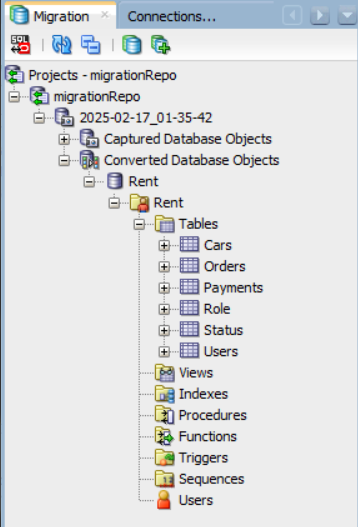 Migration × Connections...
SQL
Projects - migrationRepo
migrationRepo
2025-02-17_01-35-42
Captured Database Objects
Converted Database Objects
Rent
Rent
Tables
Cars
Orders
Payments
Role
Status
Users
Views
Indexes
Procedures
Functions
Triggers
Sequences
Users